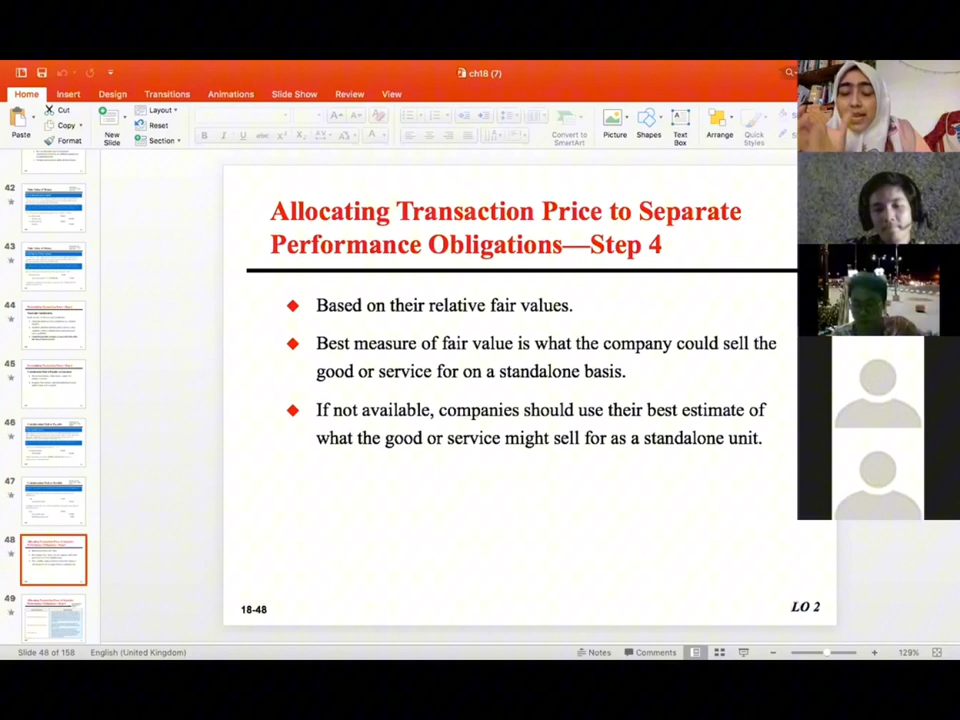 ch18 (7)
Home Insert Design Transitions Animations Slide Show Review View
Paste
Cut
Copy
Format
New
Slide
Layout
Reset
Section
B I U abc
Convert to
SmartArt
Picture
Shapes
Text
Box
Arrange
Quick
Styles
42
43
44
45
46
47
48
49
Allocating Transaction Price to Separate
Performance Obligations—Step 4
Based on their relative fair values.
Best measure of fair value is what the company could sell the
good or service for on a standalone basis.
If not available, companies should use their best estimate of
what the good or service might sell for as a standalone unit.
18-48
LO 2
Slide 48 of 158 English (United Kingdom) Notes Comments 129%